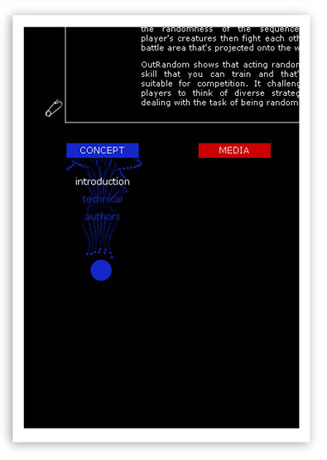 the randomness of the sequence
player's creatures then fight each oth
battle area that's projected onto the w
OutRandom shows that acting random
skill that you can train and that'
suitable for competition. It challeng
players to think of diverse strateg
dealing with the task of being random
CONCEPT
MEDIA
introduction
technical
authors